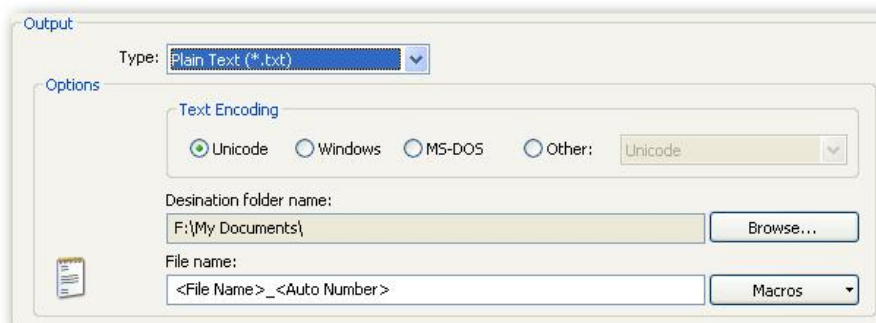 Output
Type: Plain Text (*.txt)
Options
Text Encoding
Unicode Windows MS-DOS Other: Unicode
Desination folder name:
F:\My Documents\ Browse...
File name:
<File Name>_<Auto Number> Macros